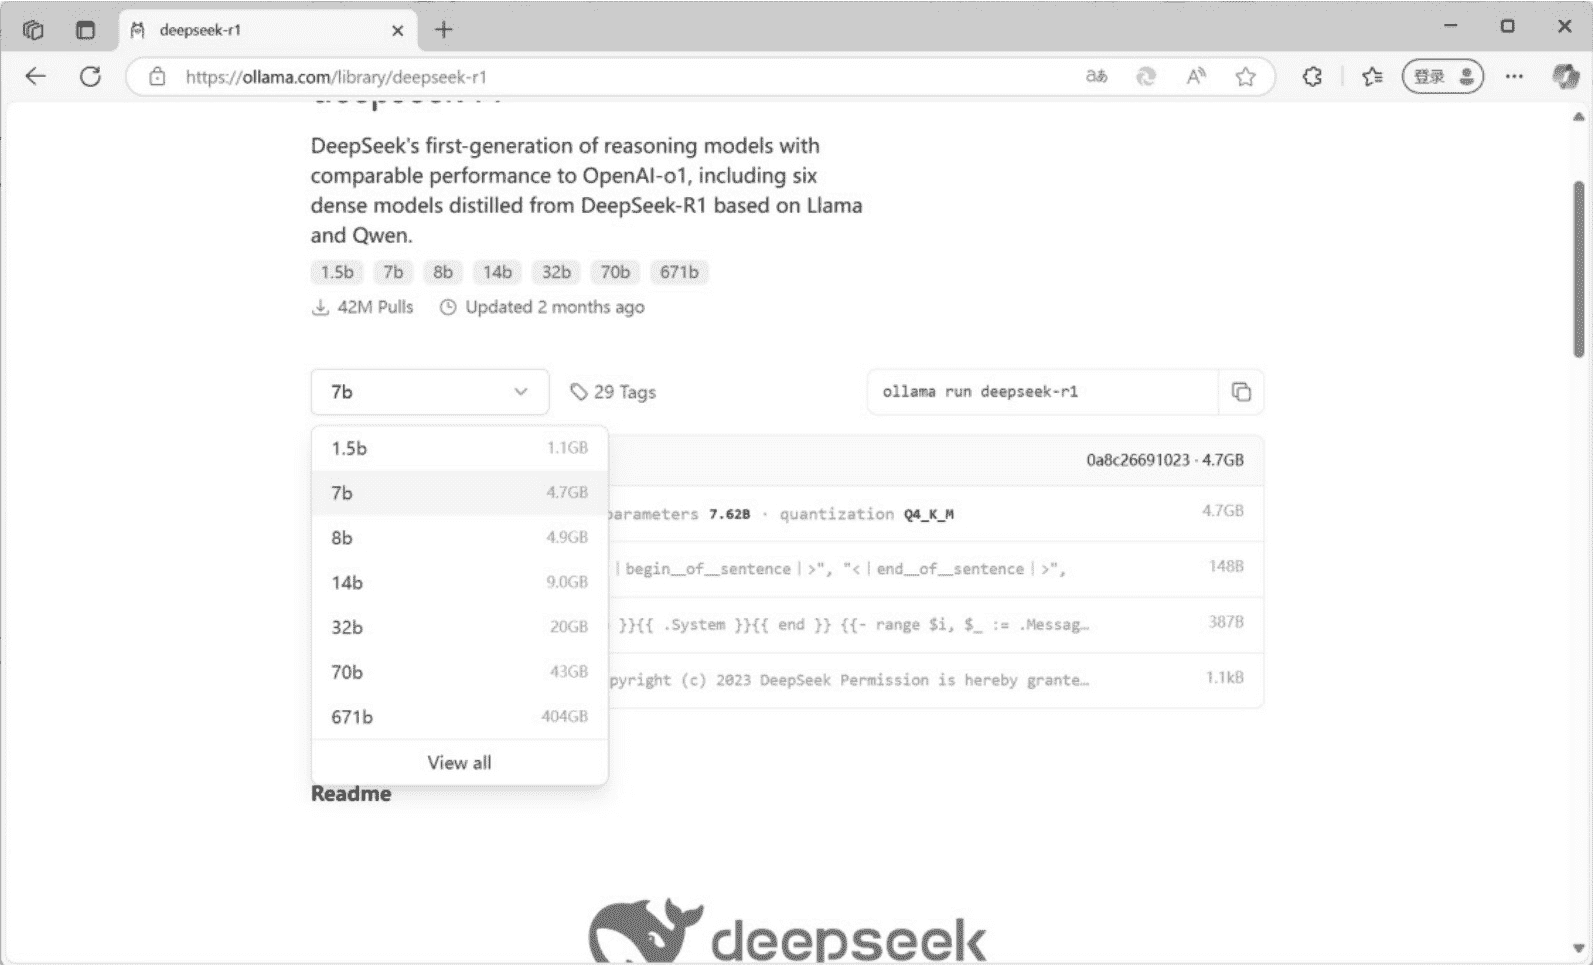 deepseek-r1
https://ollama.com/library/deepseek-r1
登录
DeepSeek's first-generation of reasoning models with
comparable performance to OpenAI-o1, including six
dense models distilled from DeepSeek-R1 based on Llama
and Qwen.
1.5b 7b 8b 14b 32b 70b 671b
42M Pulls Updated 2 months ago
7b 29 Tags ollama run deepseek-r1
1.5b 1.1GB
0a8c26691023 · 4.7GB
7b 4.7GB
parameters 7.62B · quantization Q4_K_M 4.7GB
8b 4.9GB
|begin__of__sentence|>", "<|end__of__sentence|>", 148B
14b 9.0GB
32b 20GB
}}{{ .System }}{{ end }} {{- range $i, $_ := .Messag… 387B
70b 43GB
pyright (c) 2023 DeepSeek Permission is hereby grante… 1.1kB
671b 404GB
View all
Readme
deepseek